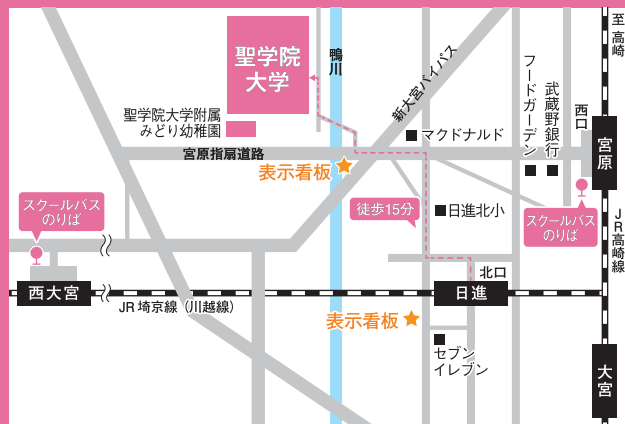 至
高崎
聖学院
大学
鴨川
新大宮バイパス
フードガーデン
武蔵野銀行
西口
聖学院大学附属
みどり幼稚園
マクドナルド
宮原
宮原指扇道路
表示看板
スクールバス
のりば
徒歩15分
日進北小
スクールバス
のりば
JR高崎線
北口
西大宮
日進
JR 埼京線（川越線）
表示看板
セブン
イレブン
大宮